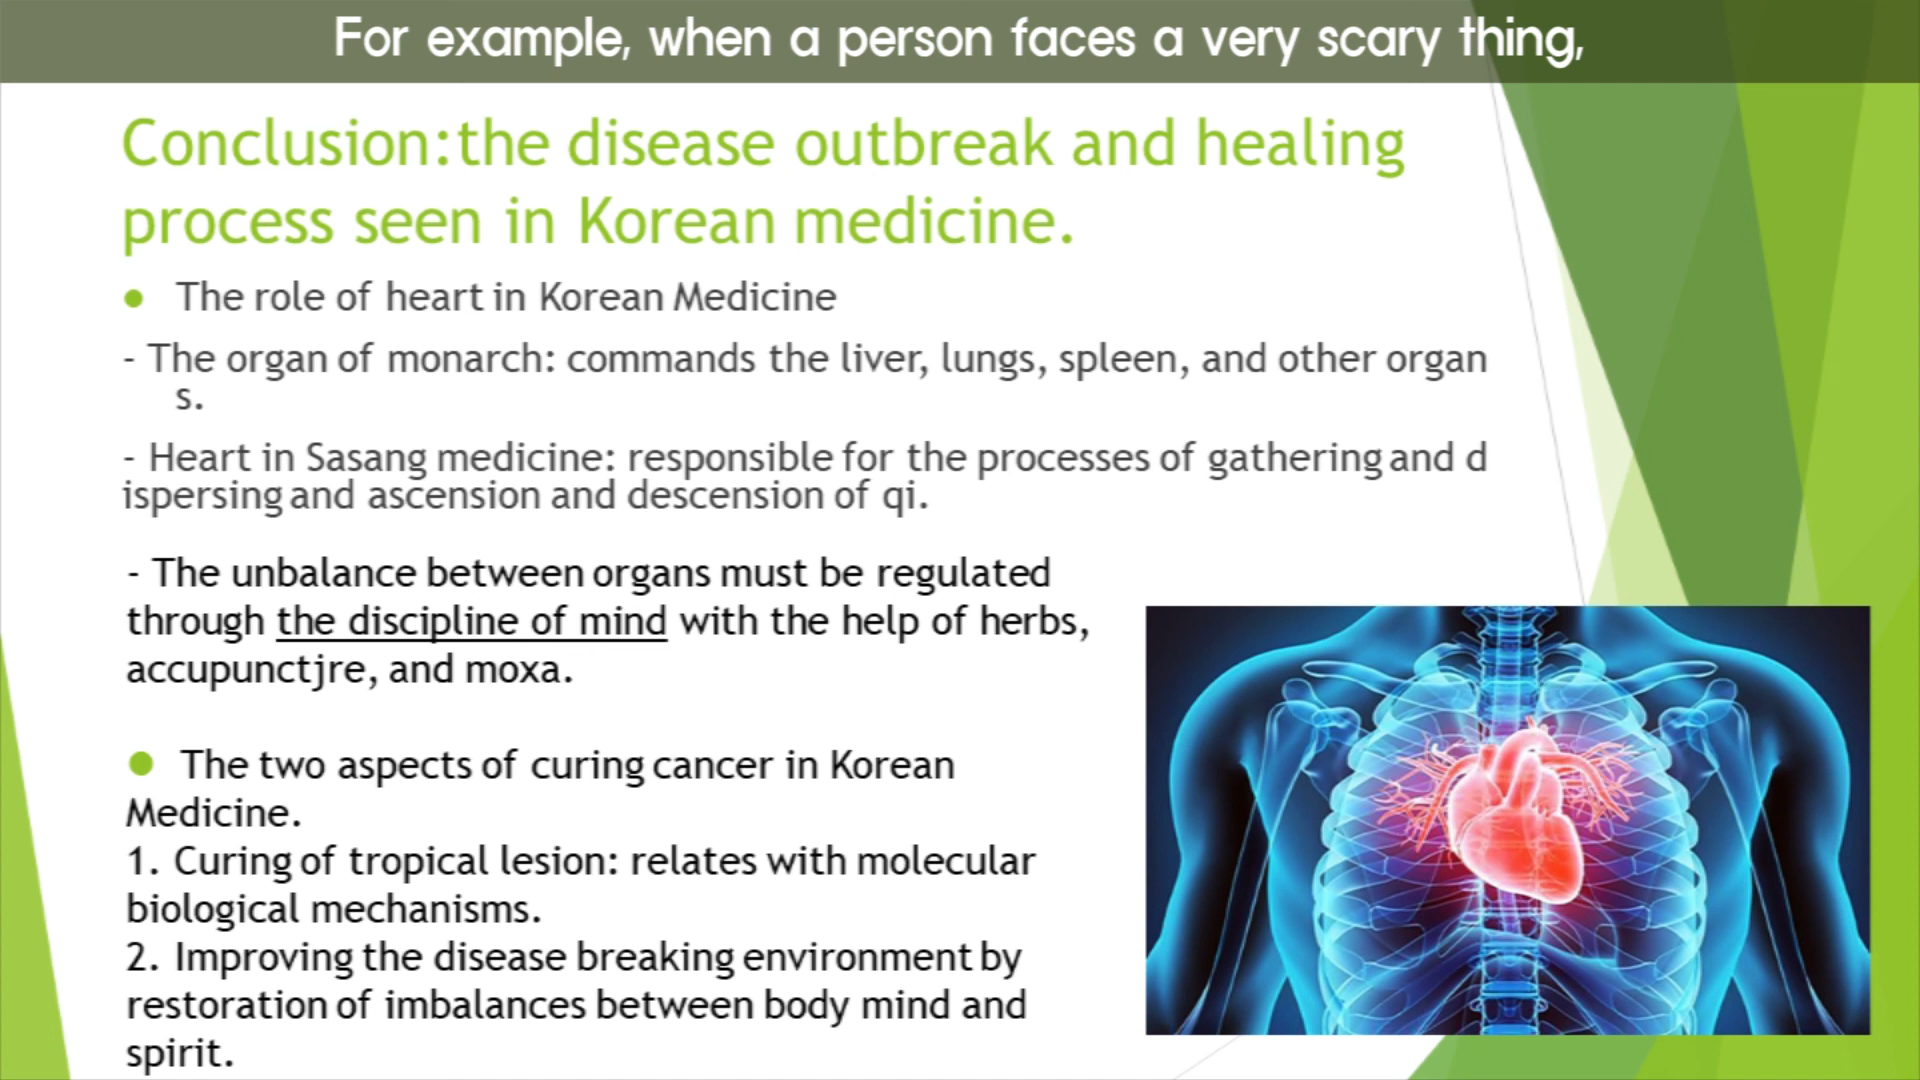 For example, when a person faces a very scary thing,
Conclusion:the disease outbreak and healing
process seen in Korean medicine.
● The role of heart in Korean Medicine
- The organ of monarch: commands the liver, lungs, spleen, and other organ
s.
- Heart in Sasang medicine: responsible for the processes of gathering and d
ispersing and ascension and descension of qi.
- The unbalance between organs must be regulated
through the discipline of mind with the help of herbs,
accupunctjre, and moxa.
● The two aspects of curing cancer in Korean
Medicine.
1. Curing of tropical lesion: relates with molecular
biological mechanisms.
2. Improving the disease breaking environment by
restoration of imbalances between body mind and
spirit.